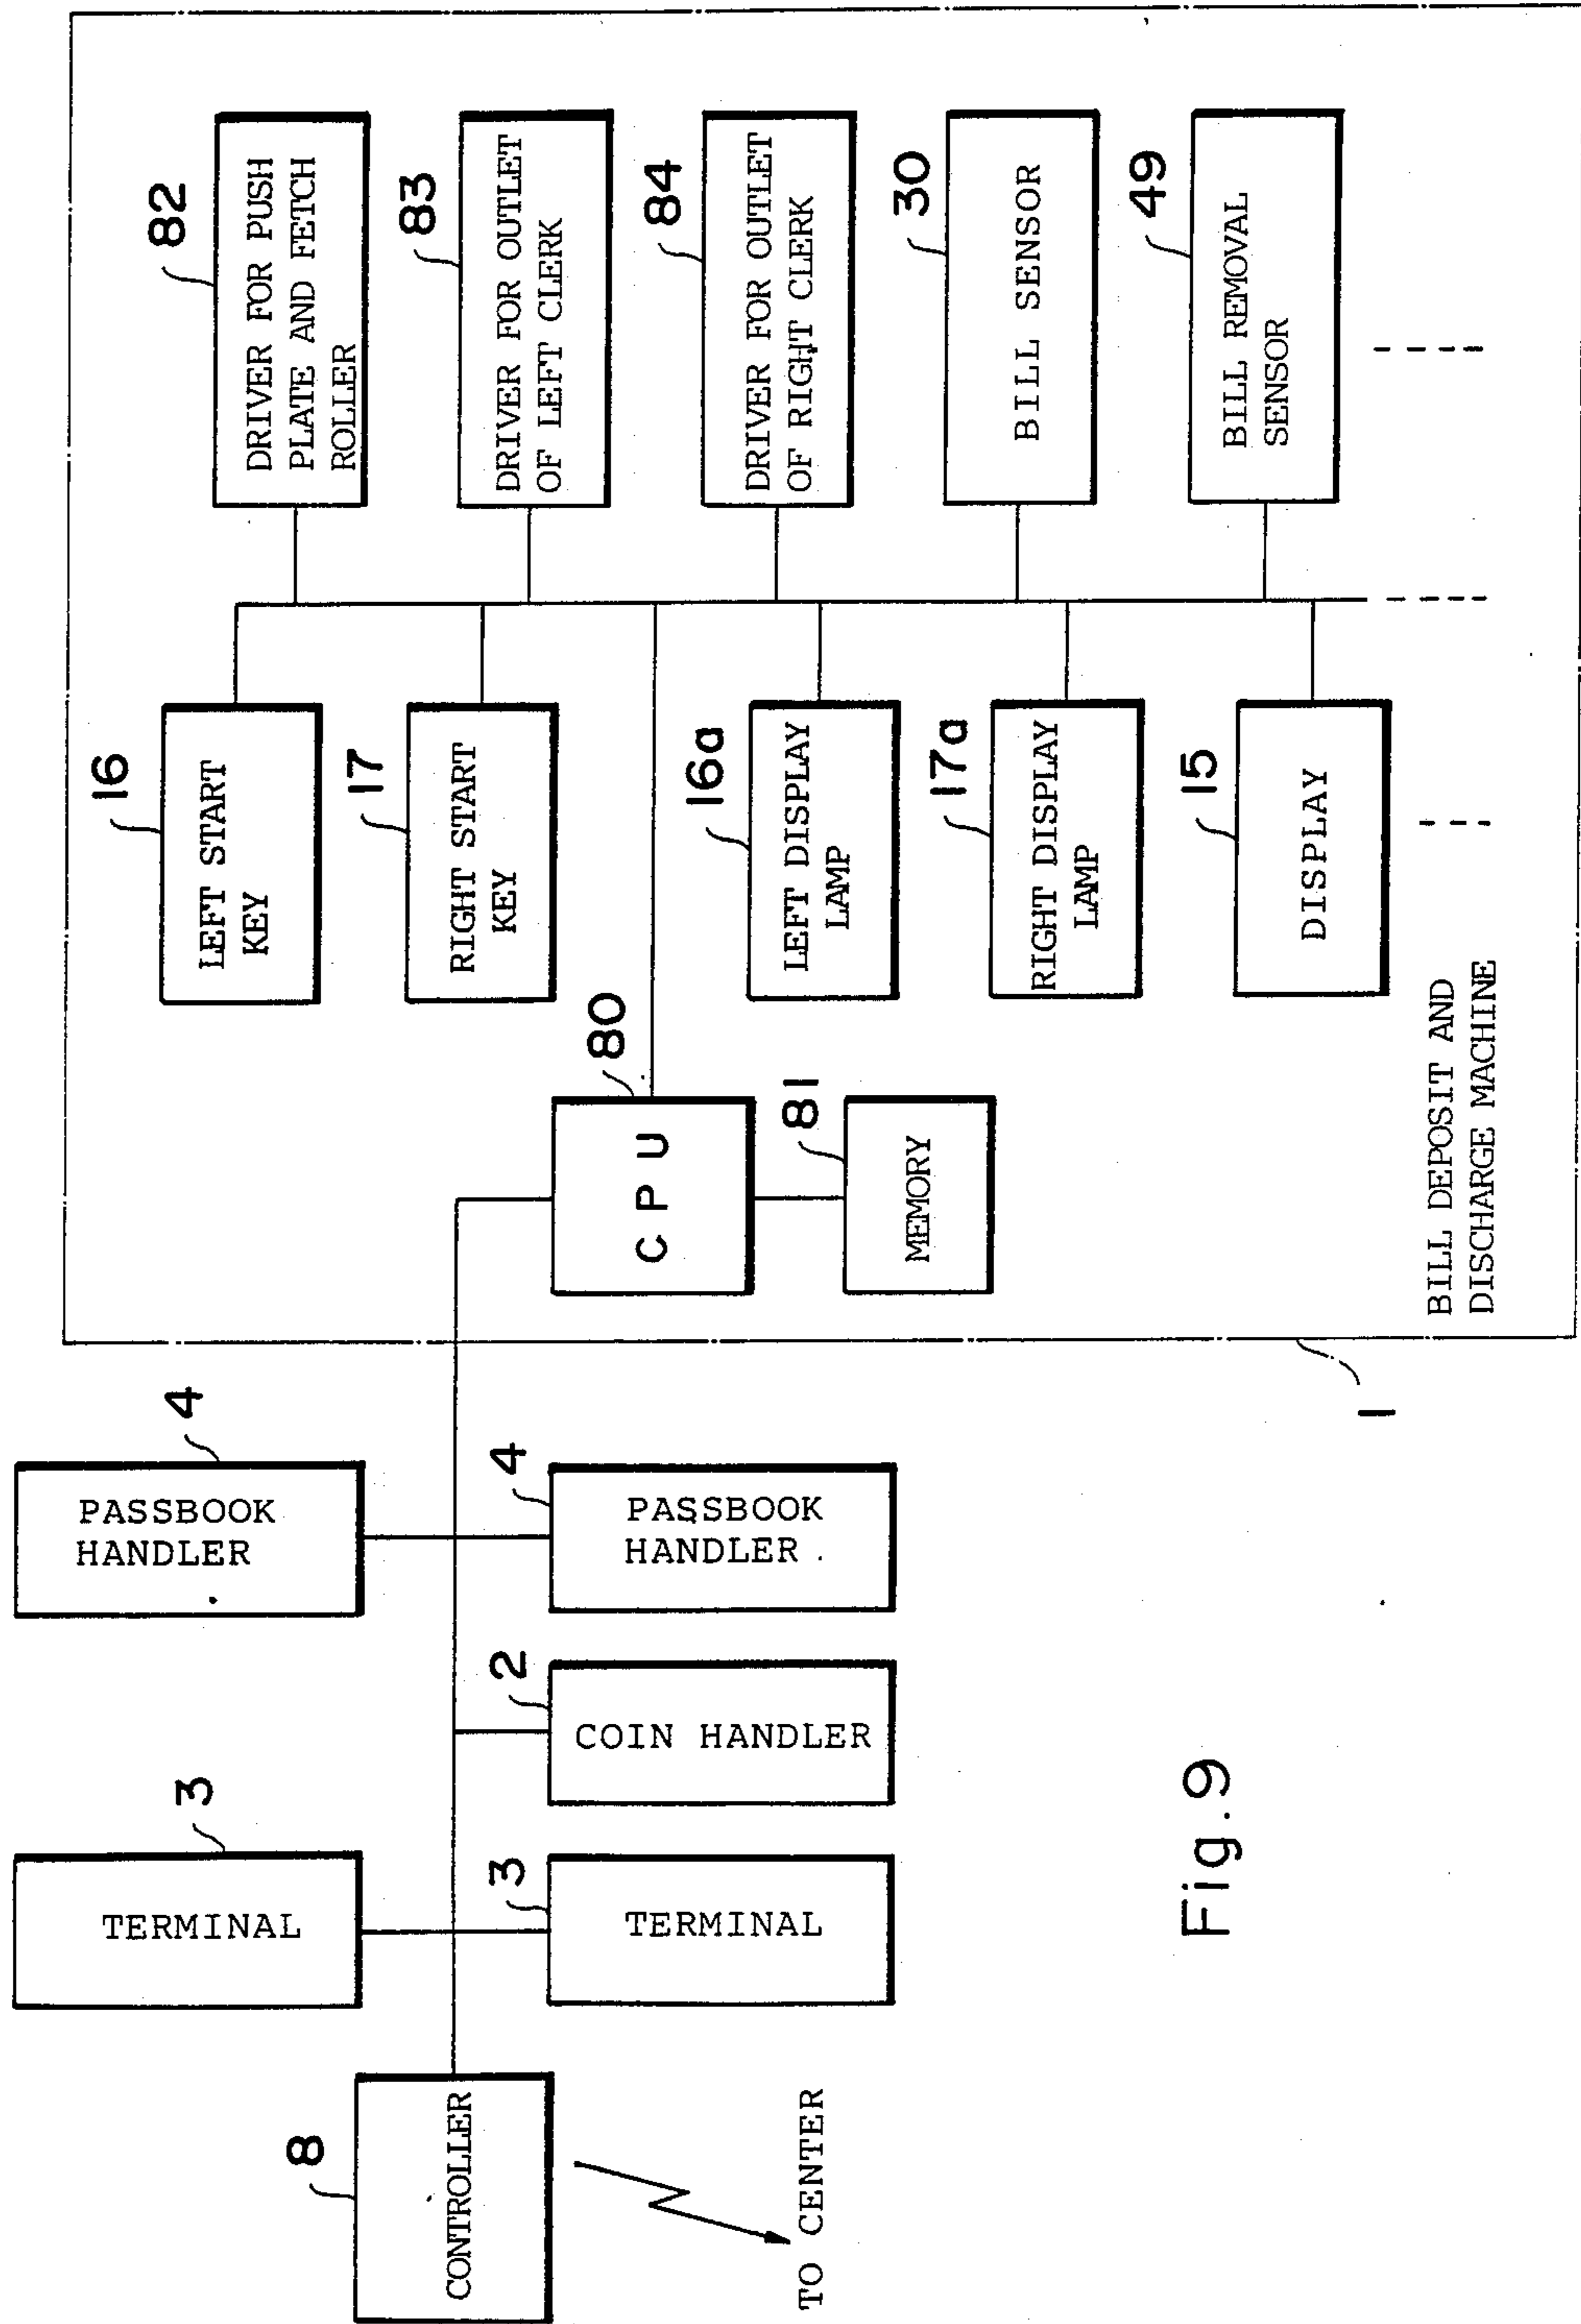 8
CONTROLLER
TO CENTER
3
TERMINAL
3
TERMINAL
2
COIN HANDLER
4
PASSBOOK
HANDLER
4
PASSBOOK
HANDLER
1
BILL DEPOSIT AND
DISCHARGE MACHINE
80
CPU
81
MEMORY
16
LEFT START
KEY
17
RIGHT START
KEY
16a
LEFT DISPLAY
LAMP
17a
RIGHT DISPLAY
LAMP
15
DISPLAY
82
DRIVER FOR PUSH
PLATE AND FETCH
ROLLER
83
DRIVER FOR OUTLET
OF LEFT CLERK
84
DRIVER FOR OUTLET
OF RIGHT CLERK
30
BILL SENSOR
49
BILL REMOVAL
SENSOR
Fig.9